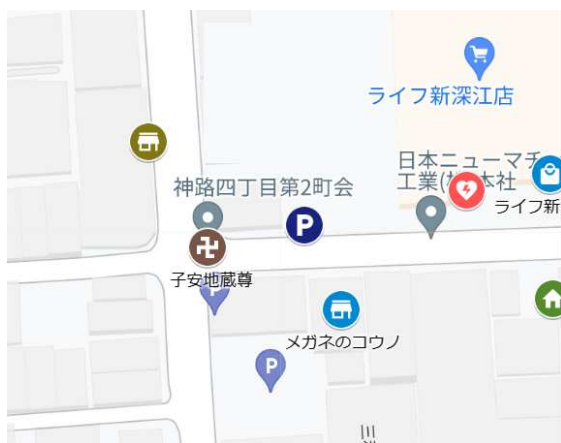 ライフ新深江店
日本ニューマチ
工業(
本社
ライフ新
神路四丁目第2町会
P
子安地蔵尊
P
メガネのコウノ
P